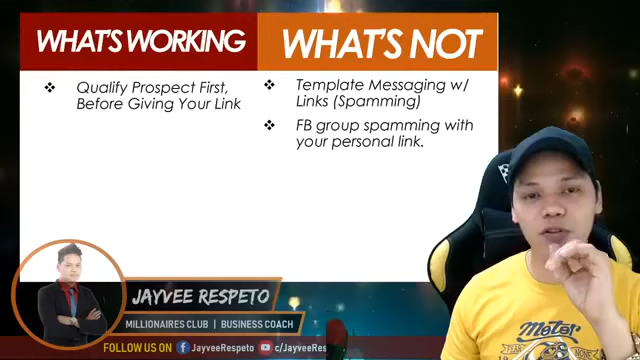 WHAT'S WORKING
WHAT'S NOT
❖ Qualify Prospect First,
Before Giving Your Link
❖ Template Messaging w/
Links (Spamming)
❖ FB group spamming with
your personal link.
JAYVEE RESPETO
MILLIONAIRES CLUB | BUSINESS COACH
FOLLOW US ON JayveeRespeto c/JayveeRes